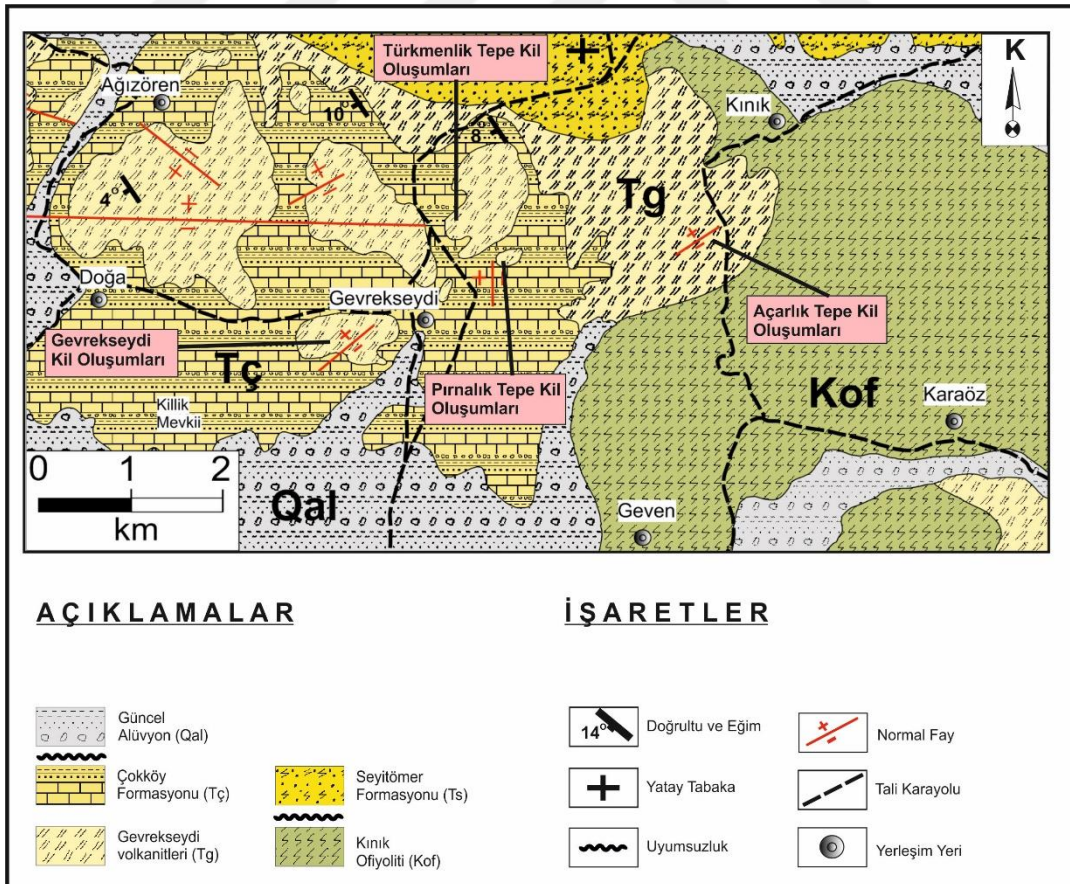 Türkmenlik Tepe Kil
Oluşumları
K
Ağızören
10°
8°
Kınık
4°
Tg
Doğa
Gevrekseydi
Gevrekseydi
Kil Oluşumları
Açarlık Tepe Kil
Oluşumları
Tç
Pırnalık Tepe Kil
Oluşumları
Kof
Karaöz
Killik
Mevkii
0 1 2
km
Qal
Geven
AÇIKLAMALAR
İŞARETLER
Güncel
Alüvyon (Qal)
14°
Doğrultu ve Eğim
Normal Fay
Çokköy
Formasyonu (Tç)
Seyitömer
Formasyonu (Ts)
Yatay Tabaka
Tali Karayolu
Gevrekseydi
volkanitleri (Tg)
Kınık
Ofiyoliti (Kof)
Uyumsuzluk
Yerleşim Yeri